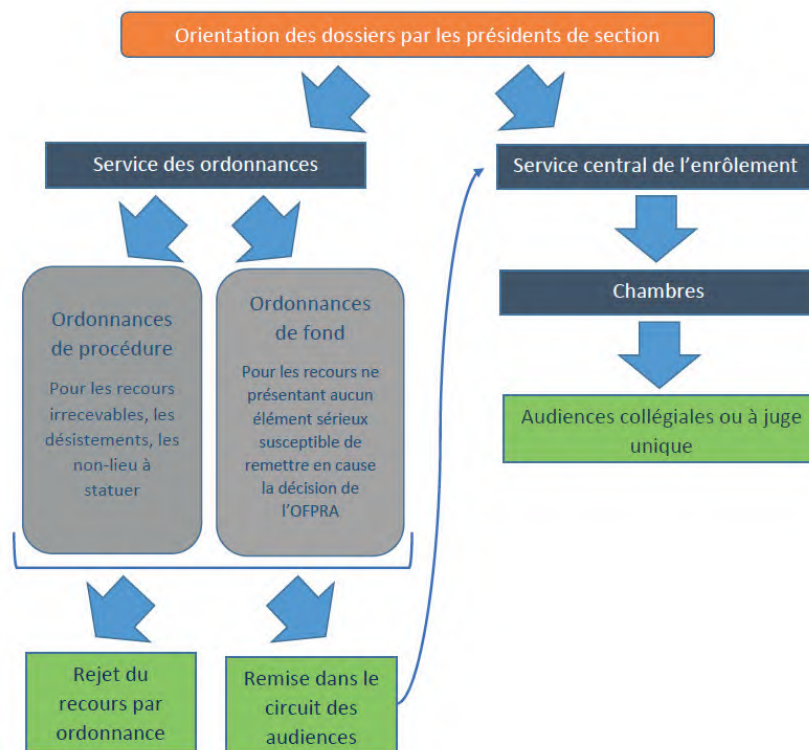 Orientation des dossiers par les présidents de section
Service des ordonnances
Service central de l'enrôlement
Ordonnances
de procédure
Pour les recours
irrecevables, les
désistements, les
non-lieu à
statuer
Ordonnances
de fond
Pour les recours ne
présentant aucun
élément sérieux
susceptible de
remettre en cause
la décision de
l'OFPRA
Chambres
Audiences collégiales ou à juge
unique
Rejet du
recours par
ordonnance
Remise dans le
circuit des
audiences